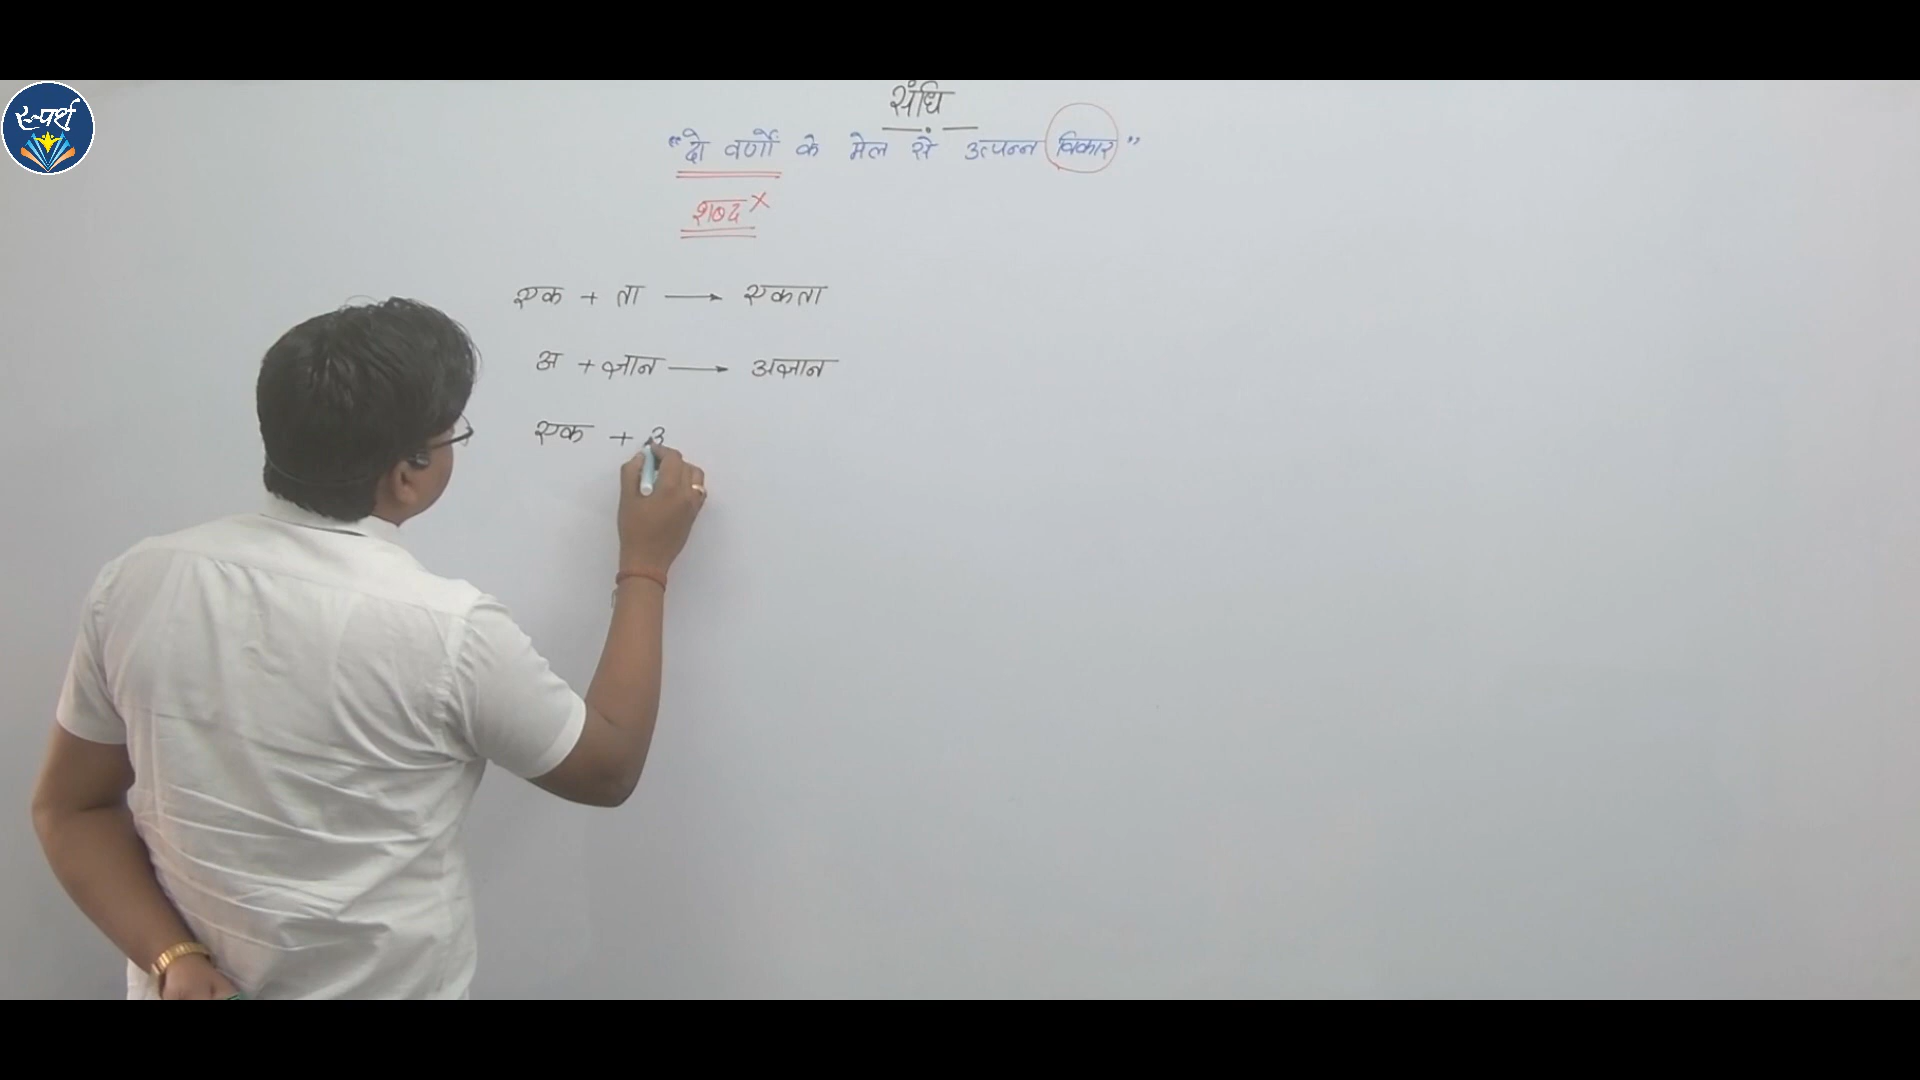 स्पर्श
संधि
"दो वर्णों के मेल से उत्पन्न विकार"
शब्द x
एक + ता → एकता
अ + ज्ञान → अज्ञान
एक +